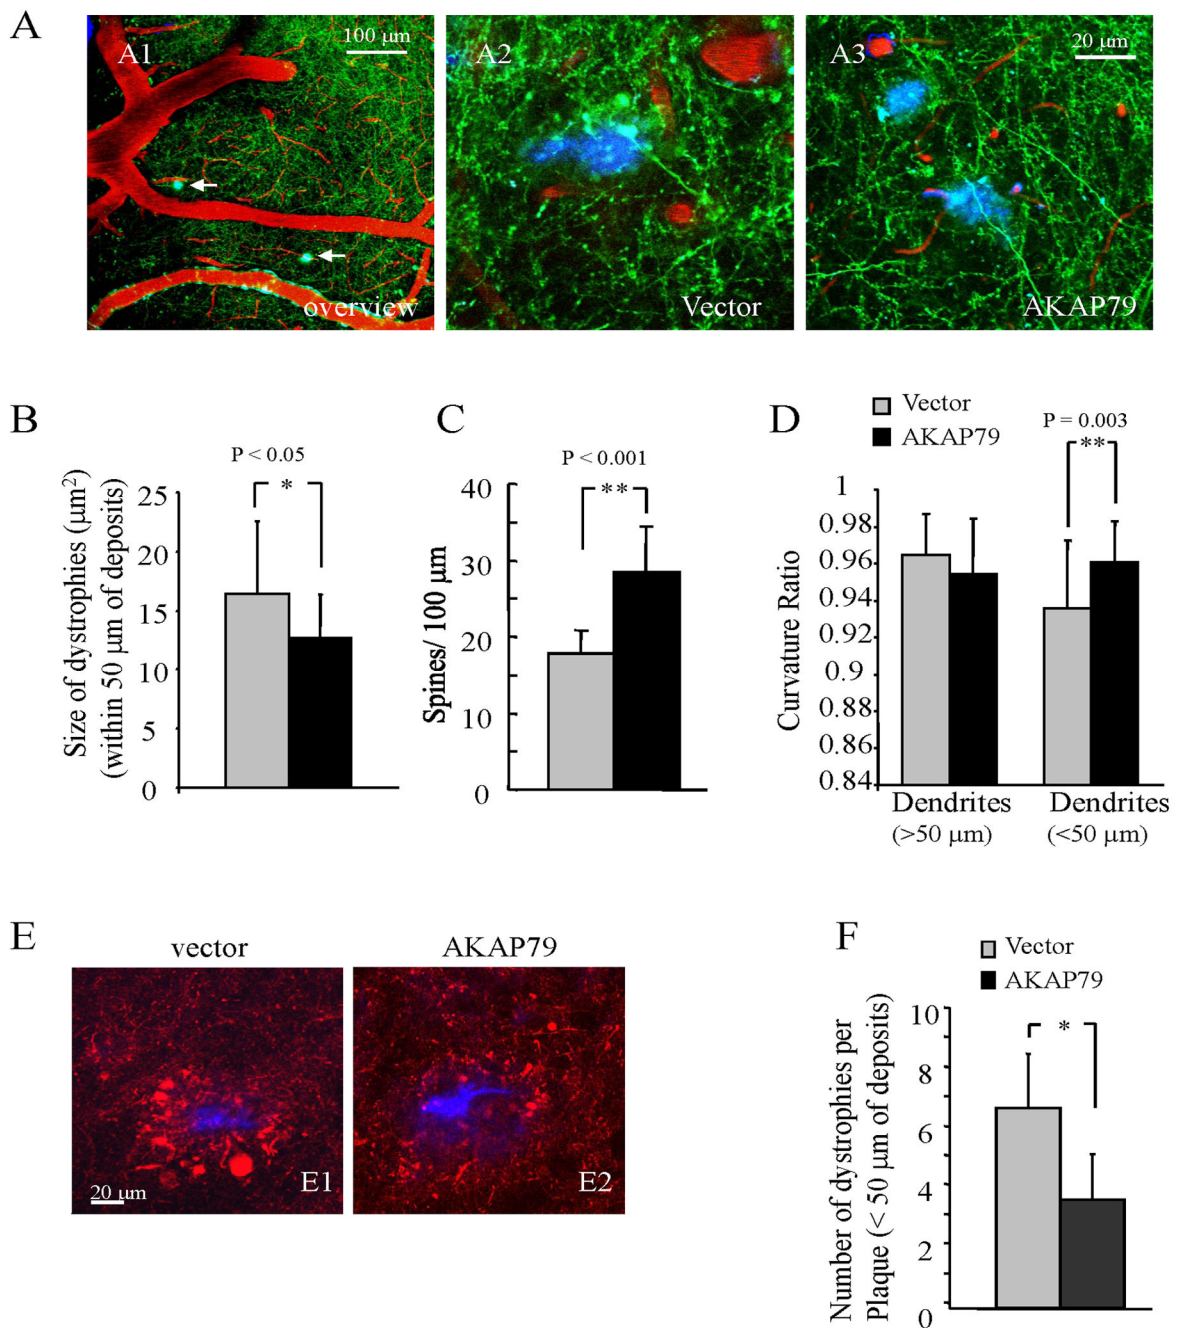 A
A1
100 μm
overview
A2
Vector
A3
20 μm
AKAP79
B
P < 0.05
*
Size of dystrophies (μm²)
(within 50 μm of deposits)
25
20
15
10
5
0
C
P < 0.001
**
Spines/ 100 μm
40
30
20
10
0
D
Vector
AKAP79
P = 0.003
**
Curvature Ratio
1
0.98
0.96
0.94
0.92
0.9
0.88
0.86
0.84
Dendrites
(>50 μm)
Dendrites
(<50 μm)
E
vector
AKAP79
20 μm
E1
E2
F
Vector
AKAP79
*
Number of dystrophies per
Plaque (< 50 μm of deposits)
10
8
6
4
2
0